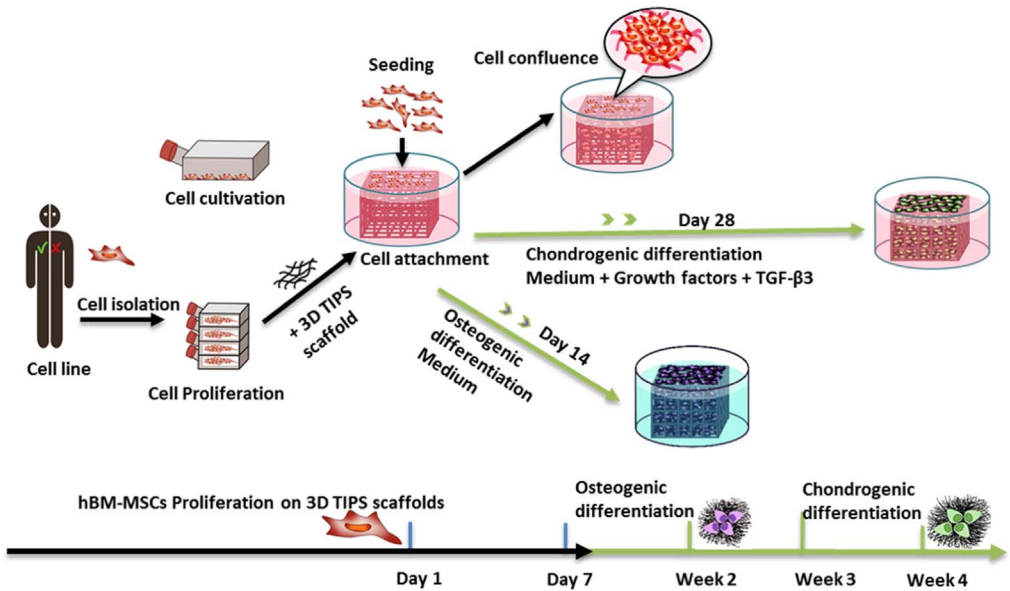 Seeding
Cell confluence
Cell cultivation
Cell attachment
Day 28
Chondrogenic differentiation
Medium + Growth factors + TGF-β3
Cell isolation
+ 3D TIPS
scaffold
Osteogenic
differentiation
Medium
Day 14
Cell line
Cell Proliferation
hBM-MSCs Proliferation on 3D TIPS scaffolds
Osteogenic
differentiation
Chondrogenic
differentiation
Day 1
Day 7
Week 2
Week 3
Week 4